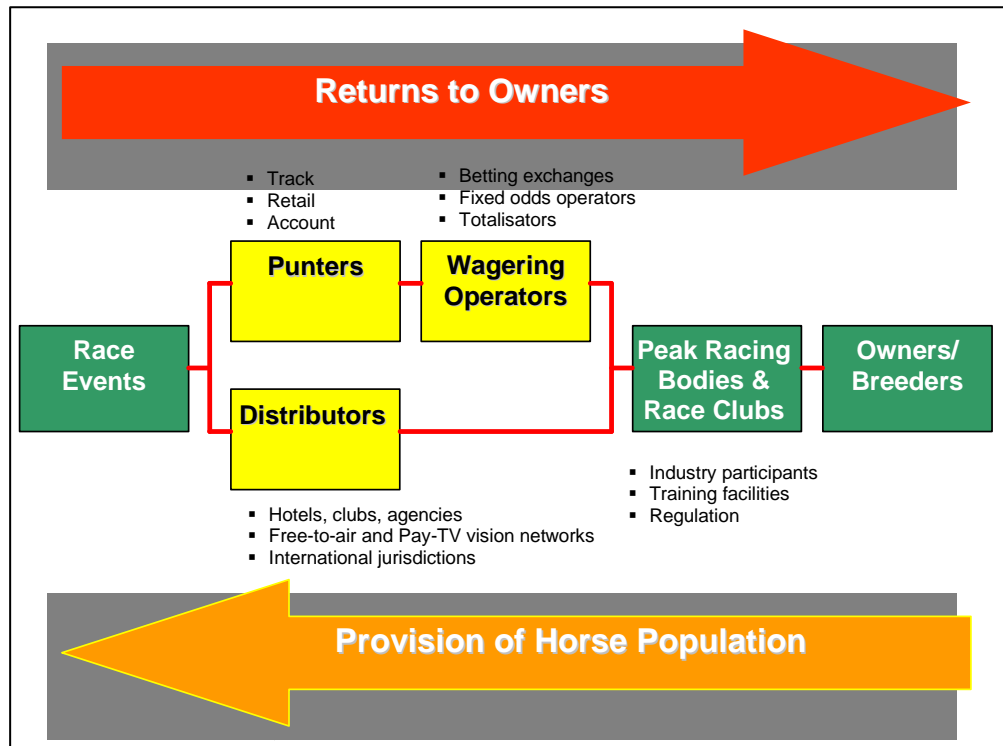 Returns to Owners
▪ Track
▪ Retail
▪ Account
▪ Betting exchanges
▪ Fixed odds operators
▪ Totalisators
Punters
Wagering
Operators
Race
Events
Distributors
Peak Racing
Bodies &
Race Clubs
Owners/
Breeders
▪ Hotels, clubs, agencies
▪ Free-to-air and Pay-TV vision networks
▪ International jurisdictions
▪ Industry participants
▪ Training facilities
▪ Regulation
Provision of Horse Population